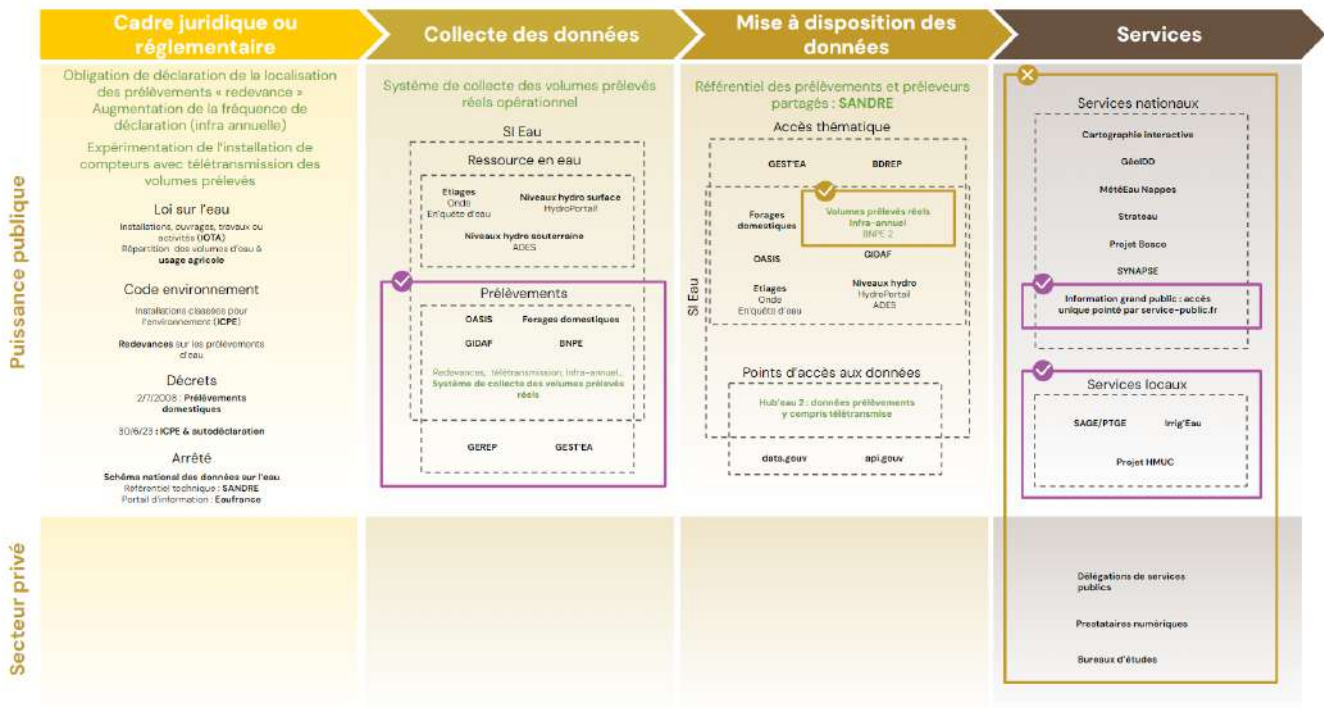 Cadre juridique ou
réglementaire
Collecte des données
Mise à disposition des
données
Services
Puissance publique
Obligation de déclaration de la localisation
des prélèvements « redevance »
Augmentation de la fréquence de
déclaration (infra annuelle)
Expérimentation de l'installation de
compteurs avec télétransmission des
volumes prélevés
Loi sur l'eau
Installations, ouvrages, travaux ou
activités (IOTA)
Répartition des volumes d'eau à
usage agricole
Code environnement
Installations classées pour
l'environnement (ICPE)
Redevances sur les prélèvements
d'eau
Décrets
2/7/2008 : Prélèvements
domestiques
30/6/23 : ICPE & autodéclaration
Arrêté
Schéma national des données sur l'eau
Référentiel technique : SANDRE
Portail d'information : Eaufrance
Système de collecte des volumes prélevés
réels opérationnel
SI Eau
Ressource en eau
Etiages
Onde
En'quête d'eau
Niveaux hydro surface
HydroPortail
Niveaux hydro souterraine
ADES
Prélèvements
OASIS
Forages domestiques
GIDAF
BNPE
Redevances, télétransmission, Infra-annuel...
Système de collecte des volumes prélevés
réels
GEREP
GEST'EA
Référentiel des prélèvements et préleveurs
partagés : SANDRE
Accès thématique
GEST'EA
BDREP
SI Eau
Forages
domestiques
Volumes prélevés réels
Infra-annuel
BNPE 2
OASIS
GIDAF
Etiages
Onde
En'quête d'eau
Niveaux hydro
HydroPortail
ADES
Points d'accès aux données
Hub'eau 2 : données prélèvements
y compris télétransmise
data.gouv
api.gouv
Services nationaux
Cartographie interactive
GéoIDD
MétéEau Nappes
Strateau
Projet Bosco
SYNAPSE
Information grand public : accès
unique pointé par service-public.fr
Services locaux
SAGE/PTGE
Irrig'Eau
Projet HMUC
Secteur privé
Délégations de services
publics
Prestataires numériques
Bureaux d'études